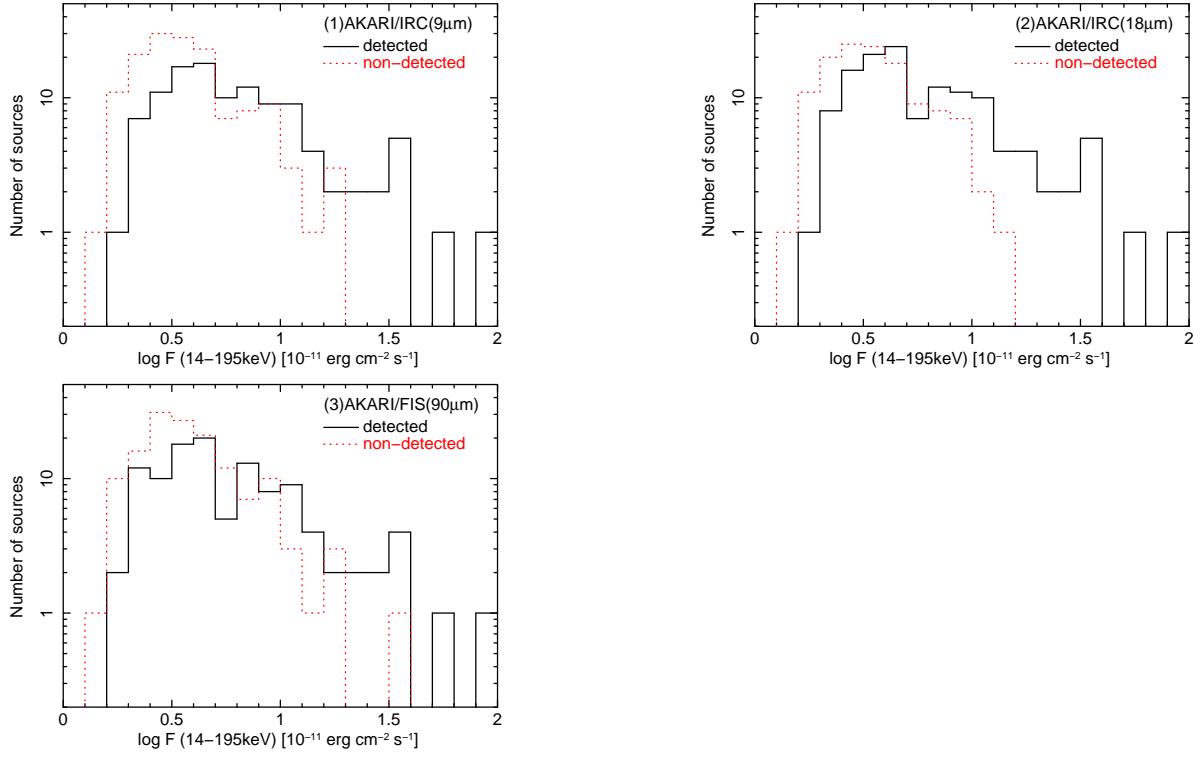 (1)AKARI/IRC(9μm)
detected
non−detected
Number of sources
10
1
0 0.5 1 1.5 2
log F (14−195keV) [10⁻¹¹ erg cm⁻² s⁻¹]
(2)AKARI/IRC(18μm)
detected
non−detected
Number of sources
10
1
0 0.5 1 1.5 2
log F (14−195keV) [10⁻¹¹ erg cm⁻² s⁻¹]
(3)AKARI/FIS(90μm)
detected
non−detected
Number of sources
10
1
0 0.5 1 1.5 2
log F (14−195keV) [10⁻¹¹ erg cm⁻² s⁻¹]